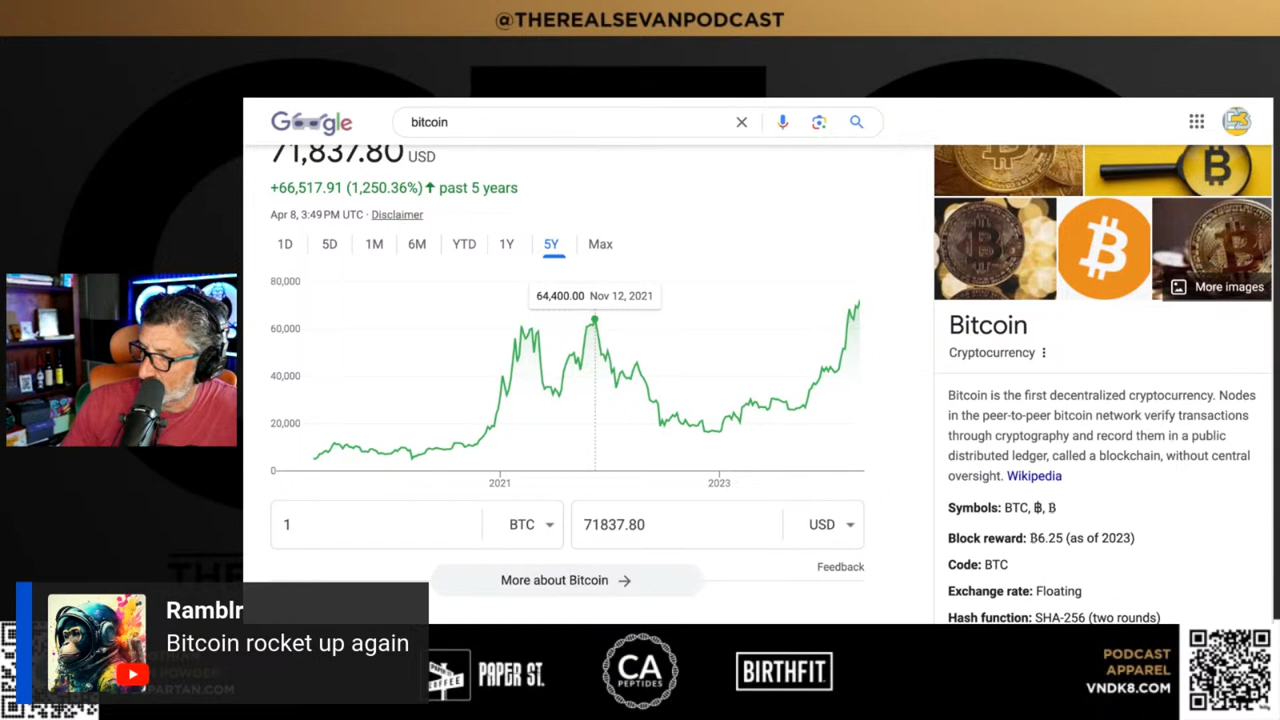 @THEREALSEVANPODCAST
Google
bitcoin
71,837.80 USD
+66,517.91 (1,250.36%) ↑ past 5 years
Apr 8, 3:49 PM UTC · Disclaimer
1D 5D 1M 6M YTD 1Y 5Y Max
80,000
64,400.00 Nov 12, 2021
60,000
40,000
20,000
0
2021 2023
1 BTC 71837.80 USD
Feedback
More about Bitcoin →
More images
Bitcoin
Cryptocurrency
Bitcoin is the first decentralized cryptocurrency. Nodes
in the peer-to-peer bitcoin network verify transactions
through cryptography and record them in a public
distributed ledger, called a blockchain, without central
oversight. Wikipedia
Symbols: BTC, ₿, Ƀ
Block reward: Ƀ6.25 (as of 2023)
Code: BTC
Exchange rate: Floating
Hash function: SHA-256 (two rounds)
Ramblr
Bitcoin rocket up again
PAPER ST.
CA
PEPTIDES
BIRTHFIT
PODCAST
APPAREL
VNDK8.COM